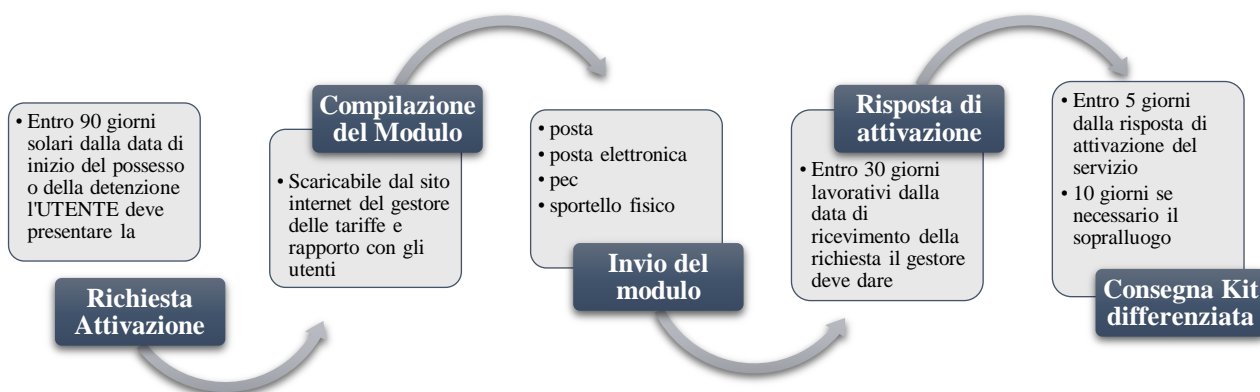 • Entro 90 giorni
solari dalla data di
inizio del possesso
o della detenzione
l'UTENTE deve
presentare la
Richiesta
Attivazione
Compilazione
del Modulo
• Scaricabile dal sito
internet del gestore
delle tariffe e
rapporto con gli
utenti
• posta
• posta elettronica
• pec
• sportello fisico
Invio del
modulo
Risposta di
attivazione
• Entro 30 giorni
lavorativi dalla
data di
ricevimento della
richiesta il gestore
deve dare
• Entro 5 giorni
dalla risposta di
attivazione del
servizio
• 10 giorni se
necessario il
sopralluogo
Consegna Kit
differenziata